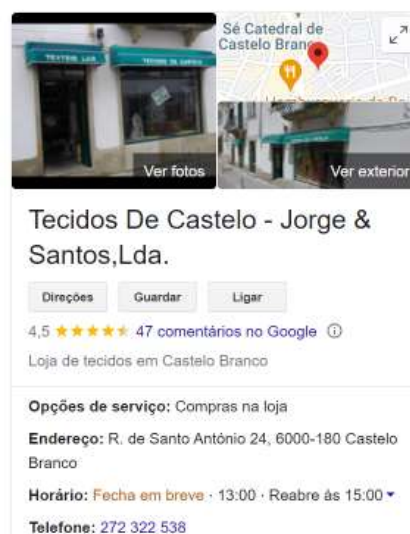 Sé Catedral de
Castelo Branco
TECIDOS DE CASTELO
Ver fotos
Ver exterior
Tecidos De Castelo - Jorge &
Santos,Lda.
Direções
Guardar
Ligar
4,5 47 comentários no Google
Loja de tecidos em Castelo Branco
Opções de serviço: Compras na loja
Endereço: R. de Santo António 24, 6000-180 Castelo
Branco
Horário: Fecha em breve · 13:00 · Reabre às 15:00
Telefone: 272 322 538